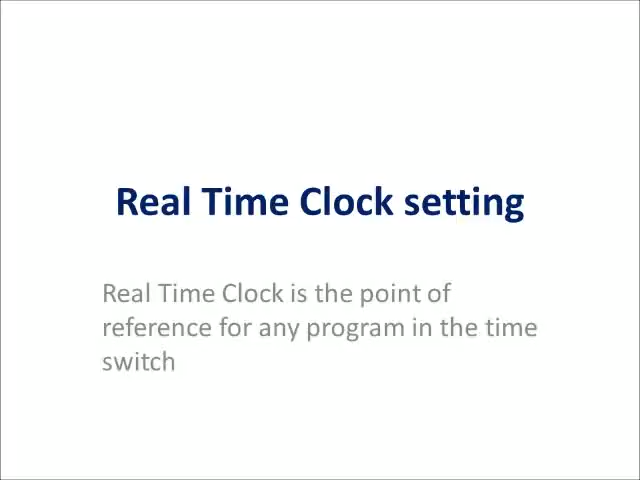 Real Time Clock setting
Real Time Clock is the point of
reference for any program in the time
switch